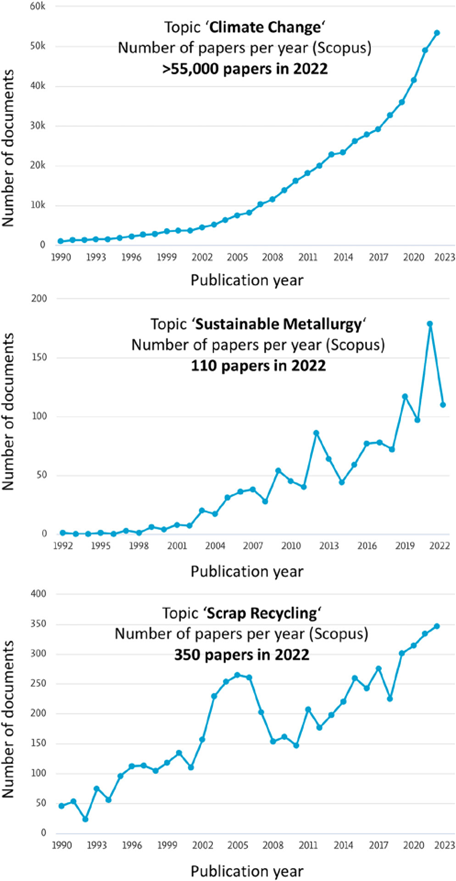 60k
50k
40k
30k
20k
10k
0
Number of documents
Topic ‘Climate Change‘
Number of papers per year (Scopus)
>55,000 papers in 2022
1990 1993 1996 1999 2002 2005 2008 2011 2014 2017 2020 2023
Publication year
200
150
100
50
0
Number of documents
Topic ‘Sustainable Metallurgy‘
Number of papers per year (Scopus)
110 papers in 2022
1992 1995 1998 2001 2004 2007 2010 2013 2016 2019 2022
Publication year
400
350
300
250
200
150
100
50
0
Number of documents
Topic ‘Scrap Recycling‘
Number of papers per year (Scopus)
350 papers in 2022
1990 1993 1996 1999 2002 2005 2008 2011 2014 2017 2020 2023
Publication year